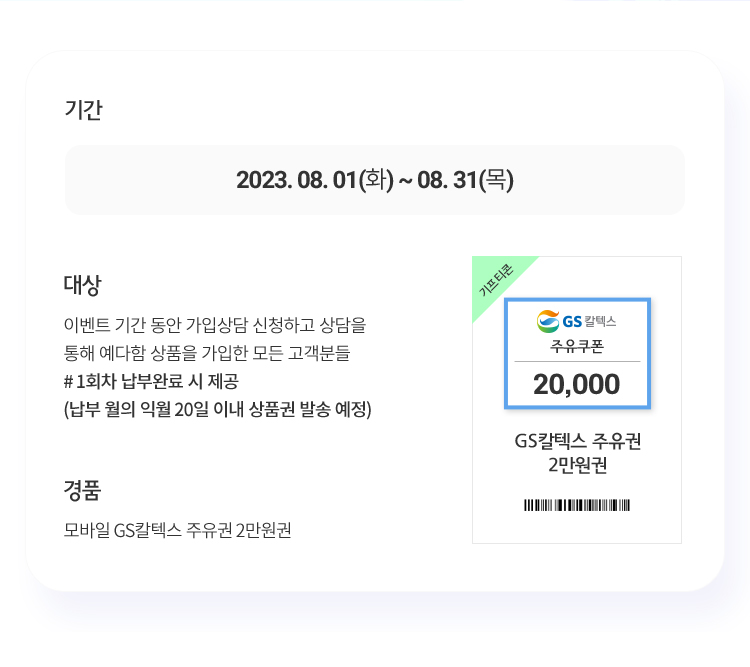 기간
2023. 08. 01(화) ~ 08. 31(목)
대상
이벤트 기간 동안 가입상담 신청하고 상담을
통해 예다함 상품을 가입한 모든 고객분들
# 1회차 납부완료 시 제공
(납부 월의 익월 20일 이내 상품권 발송 예정)
경품
모바일 GS칼텍스 주유권 2만원권
기프티콘
GS 칼텍스
주유쿠폰
20,000
GS칼텍스 주유권
2만원권